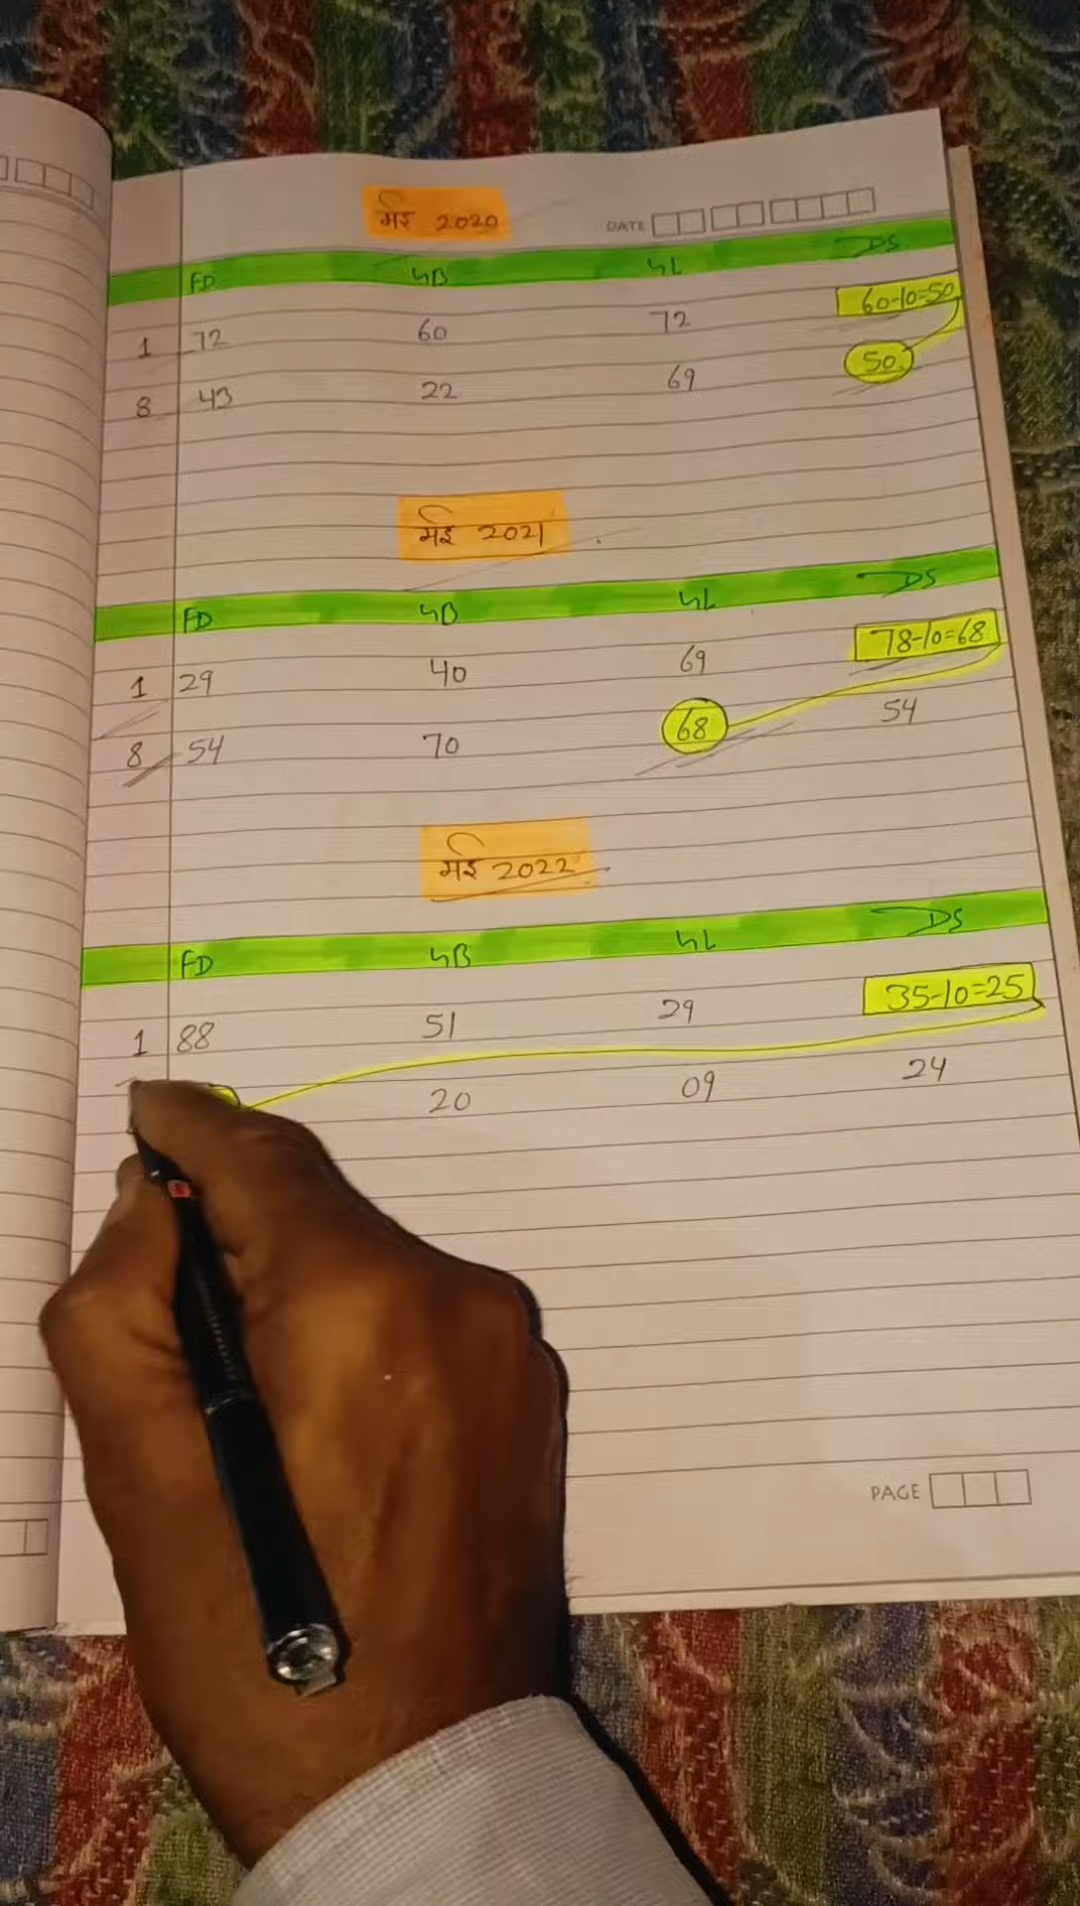 मई 2020
DATE
FD GB GL DS
1 72 60 72 60-10=50
8 43 22 69 50
मई 2021
FD GB GL DS
1 29 40 69 78-10=68
8 54 70 68 54
मई 2022
FD GB GL DS
1 88 51 29 35-10=25
20 09 24
PAGE